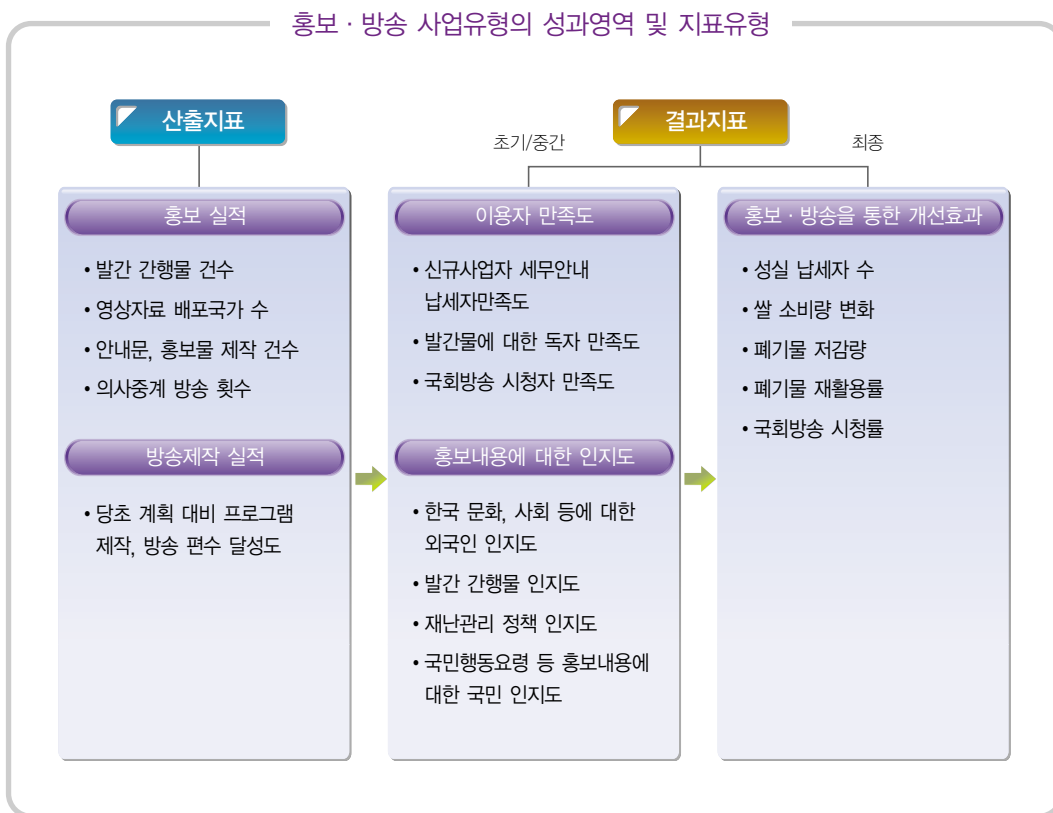 홍보 · 방송 사업유형의 성과영역 및 지표유형
산출지표
결과지표
초기/중간
최종
홍보 실적
• 발간 간행물 건수
• 영상자료 배포국가 수
• 안내문, 홍보물 제작 건수
• 의사중계 방송 횟수
방송제작 실적
• 당초 계획 대비 프로그램
제작, 방송 편수 달성도
이용자 만족도
• 신규사업자 세무안내
납세자만족도
• 발간물에 대한 독자 만족도
• 국회방송 시청자 만족도
홍보내용에 대한 인지도
• 한국 문화, 사회 등에 대한
외국인 인지도
• 발간 간행물 인지도
• 재난관리 정책 인지도
• 국민행동요령 등 홍보내용에
대한 국민 인지도
홍보 · 방송을 통한 개선효과
• 성실 납세자 수
• 쌀 소비량 변화
• 폐기물 저감량
• 폐기물 재활용률
• 국회방송 시청률